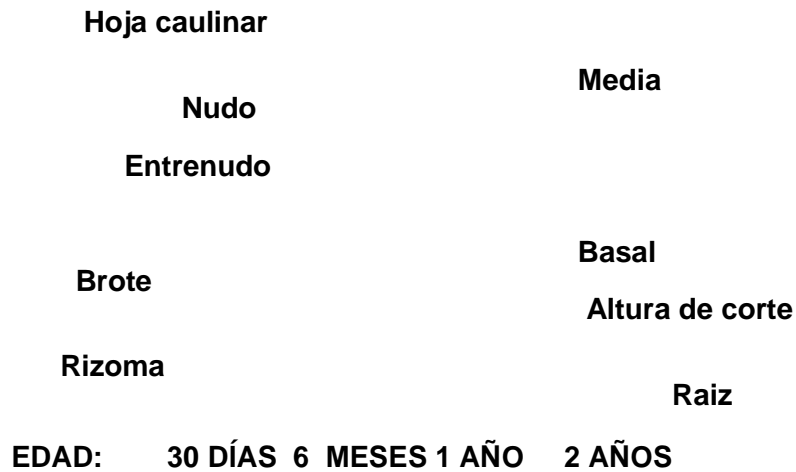 Hoja caulinar
Media
Nudo
Entrenudo
Basal
Brote
Altura de corte
Rizoma
Raiz
EDAD: 30 DÍAS 6 MESES 1 AÑO 2 AÑOS